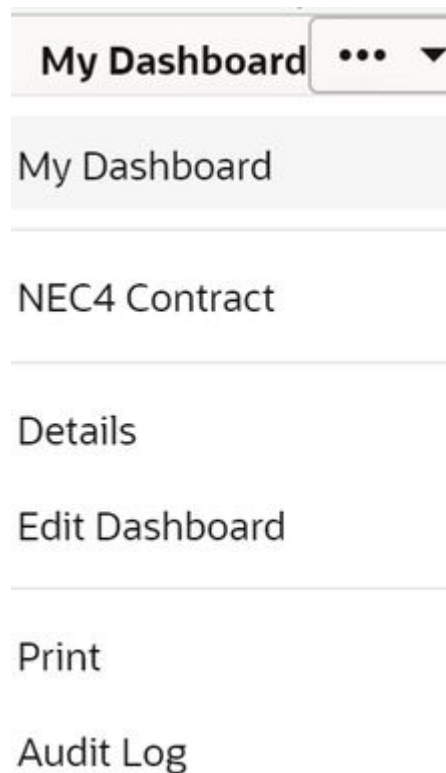 My Dashboard ••• ▼
My Dashboard
NEC4 Contract
Details
Edit Dashboard
Print
Audit Log